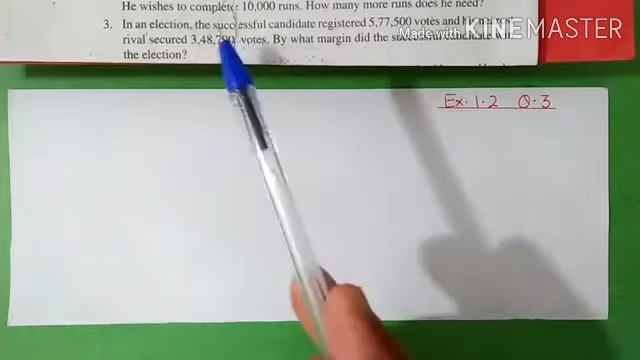 He wishes to complete 10,000 runs. How many more runs does he need?
3. In an election, the successful candidate registered 5,77,500 votes and his
rival secured 3,48,700 votes. By what margin did the successful candidate
the election?
Made with KINEMASTER
Ex. 1.2 Q.3